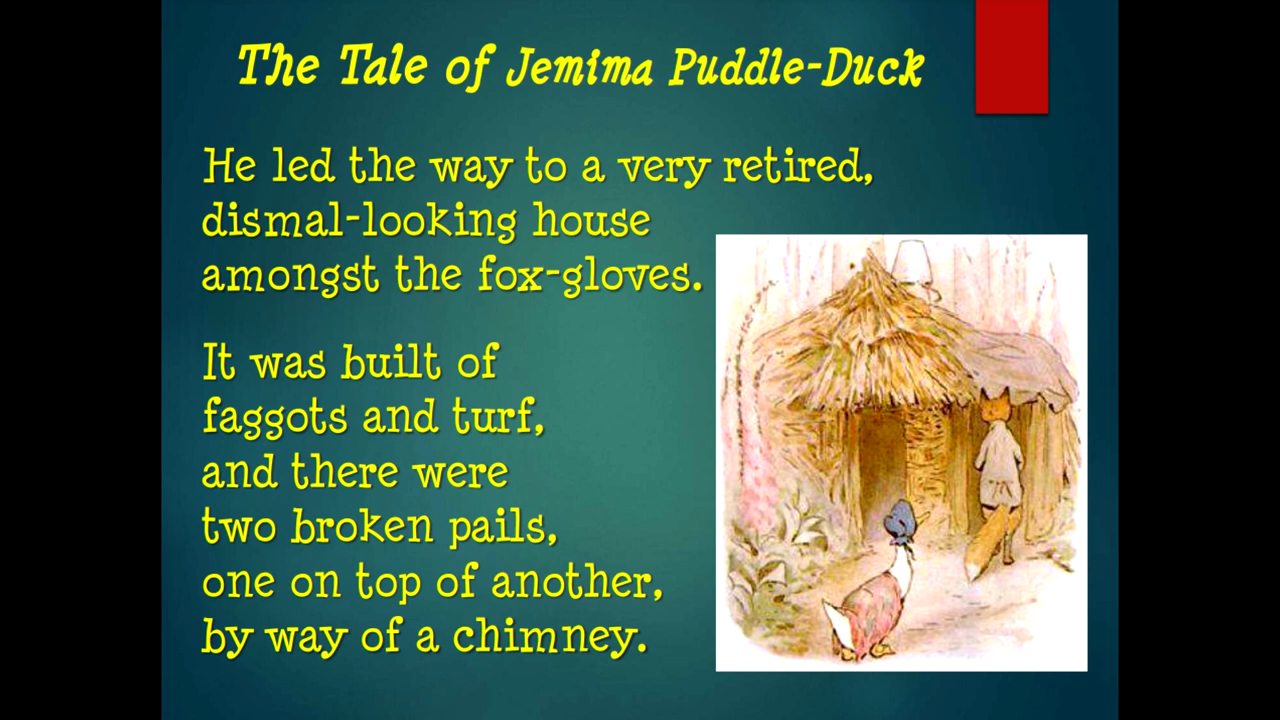 The Tale of Jemima Puddle-Duck
He led the way to a very retired,
dismal-looking house
amongst the fox-gloves.
It was built of
faggots and turf,
and there were
two broken pails,
one on top of another,
by way of a chimney.